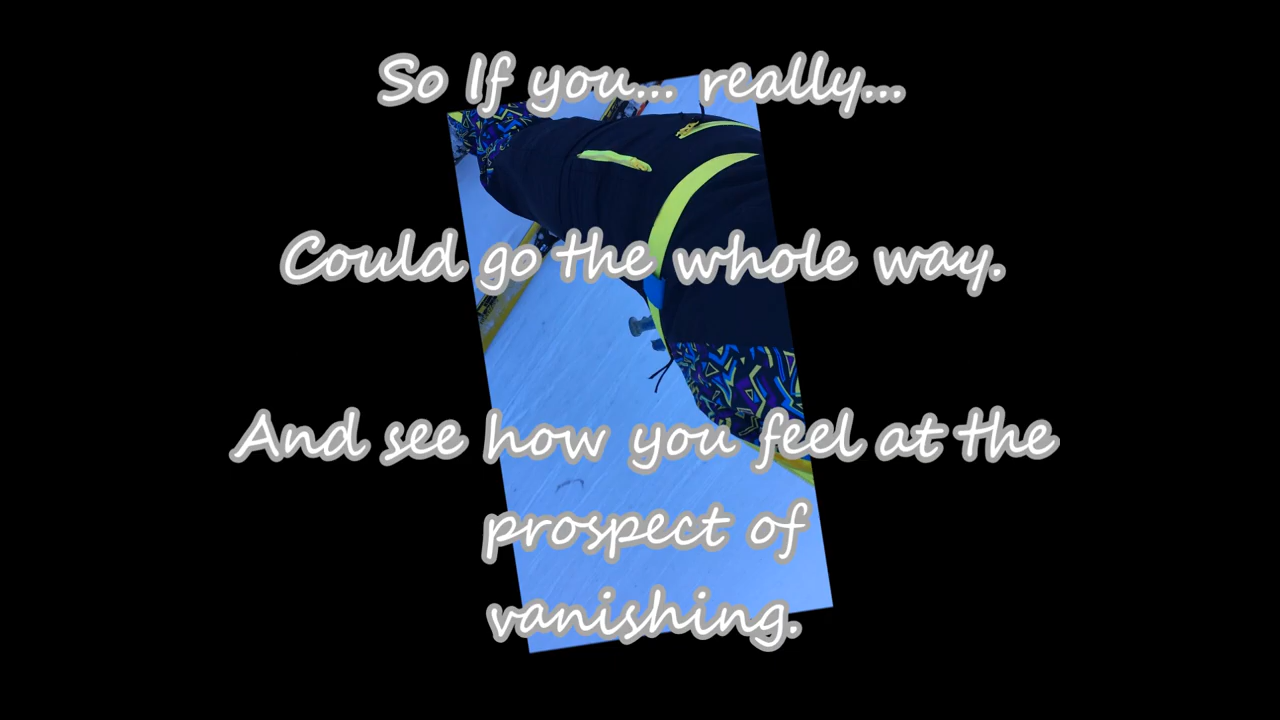 So If you... really...
Could go the whole way.
And see how you feel at the
prospect of
vanishing.